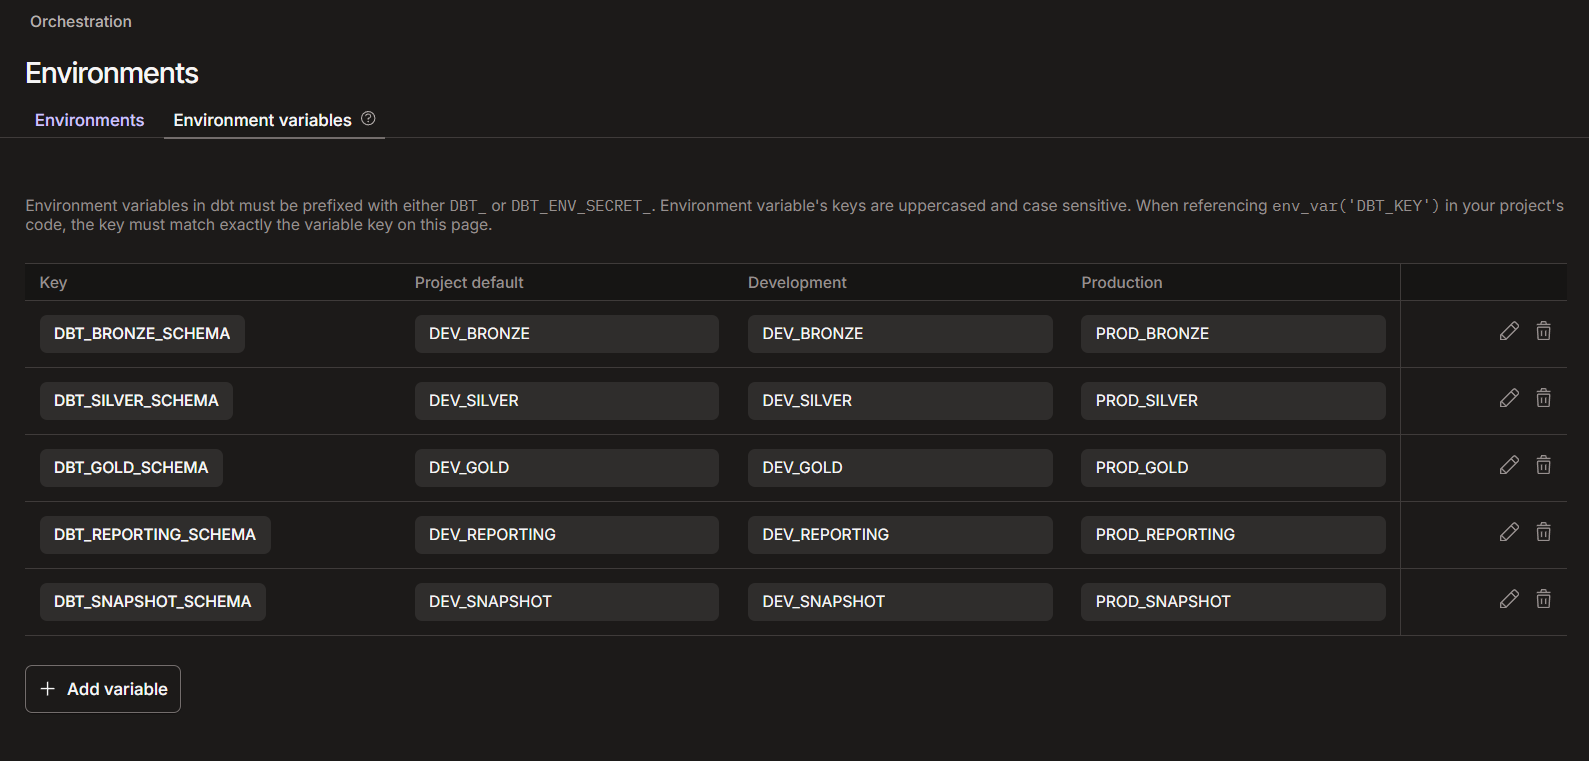 Orchestration
Environments
Environments Environment variables
Environment variables in dbt must be prefixed with either DBT_ or DBT_ENV_SECRET_. Environment variable's keys are uppercased and case sensitive. When referencing env_var('DBT_KEY') in your project's
code, the key must match exactly the variable key on this page.
Key Project default Development Production
DBT_BRONZE_SCHEMA DEV_BRONZE DEV_BRONZE PROD_BRONZE
DBT_SILVER_SCHEMA DEV_SILVER DEV_SILVER PROD_SILVER
DBT_GOLD_SCHEMA DEV_GOLD DEV_GOLD PROD_GOLD
DBT_REPORTING_SCHEMA DEV_REPORTING DEV_REPORTING PROD_REPORTING
DBT_SNAPSHOT_SCHEMA DEV_SNAPSHOT DEV_SNAPSHOT PROD_SNAPSHOT
+ Add variable